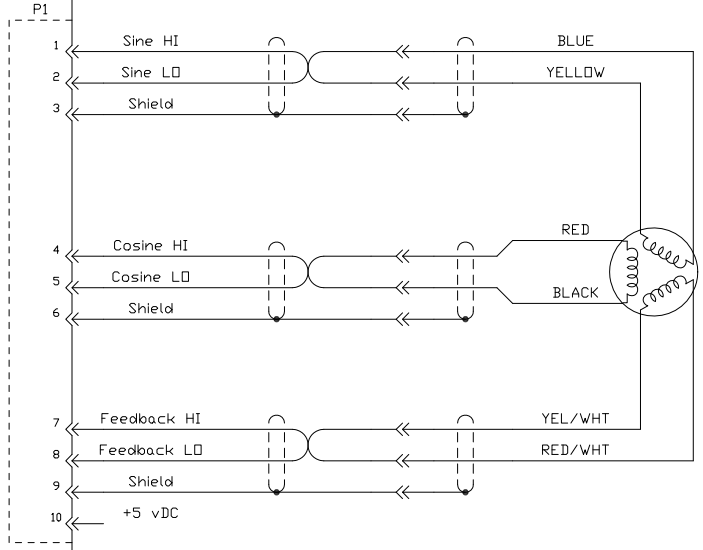 P1
1 Sine HI BLUE
2 Sine LO YELLOW
3 Shield
4 Cosine HI RED
5 Cosine LO BLACK
6 Shield
7 Feedback HI YEL/WHT
8 Feedback LO RED/WHT
9 Shield
10 +5 vDC